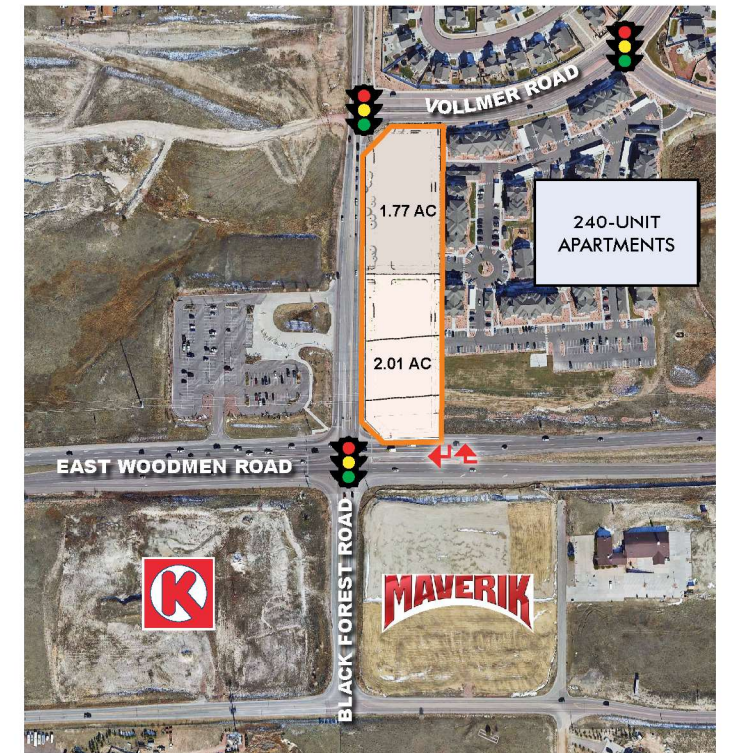 VOLLMER ROAD
1.77 AC
240-UNIT
APARTMENTS
2.01 AC
EAST WOODMEN ROAD
BLACK FOREST ROAD
K
MAVERIK